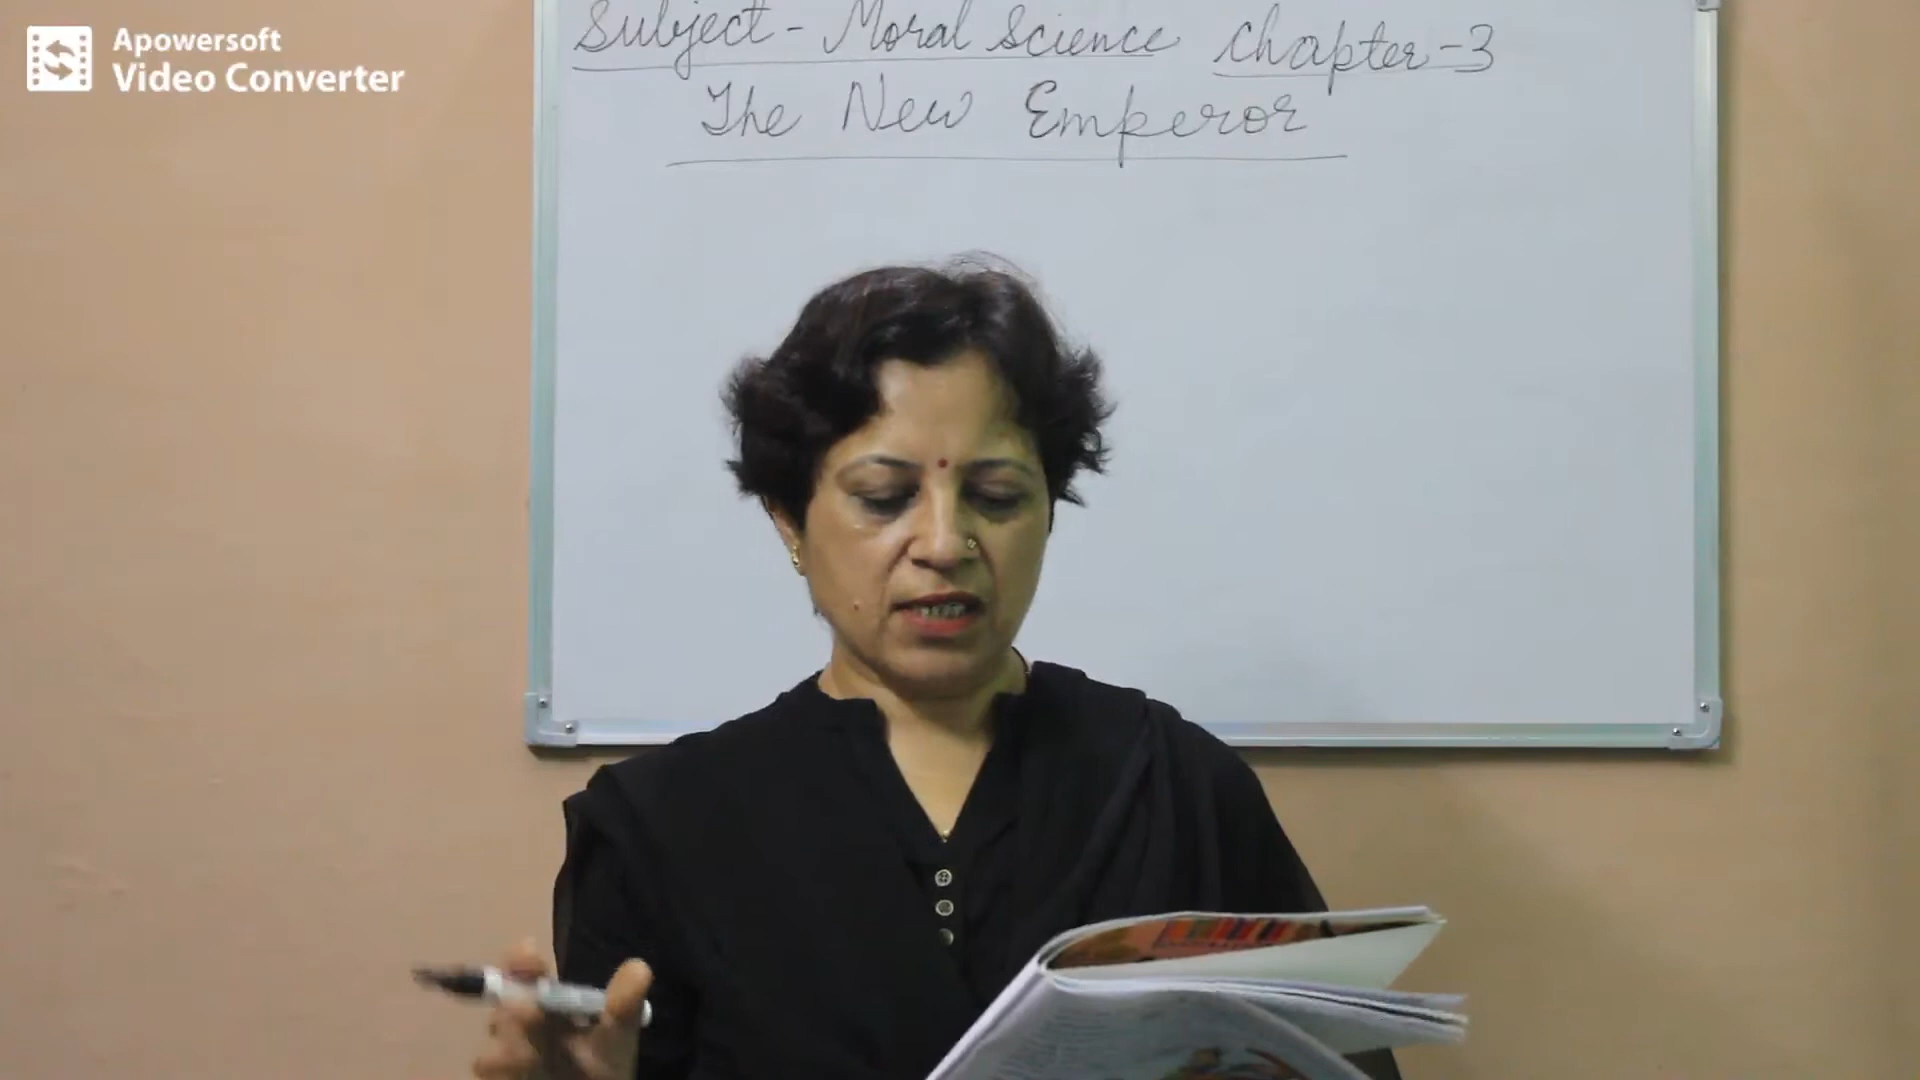 Apowersoft
Video Converter
Subject - Moral Science Chapter-3
The New Emperor